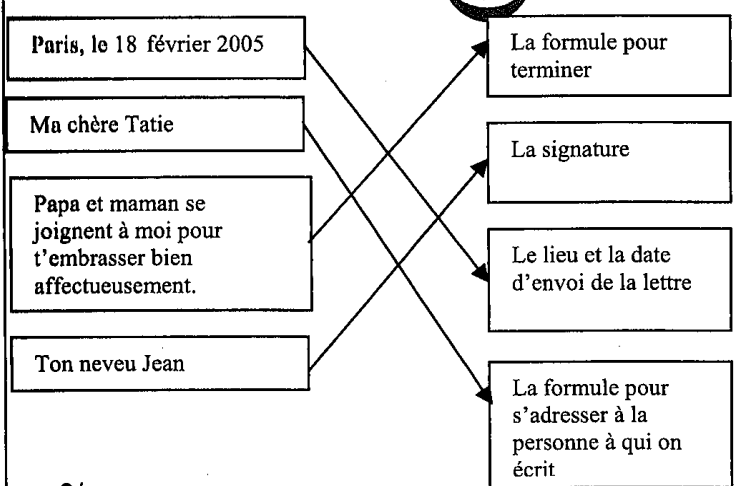 Paris, le 18 février 2005
Ma chère Tatie
Papa et maman se
joignent à moi pour
t'embrasser bien
affectueusement.
Ton neveu Jean
La formule pour
terminer
La signature
Le lieu et la date
d'envoi de la lettre
La formule pour
s'adresser à la
personne à qui on
écrit